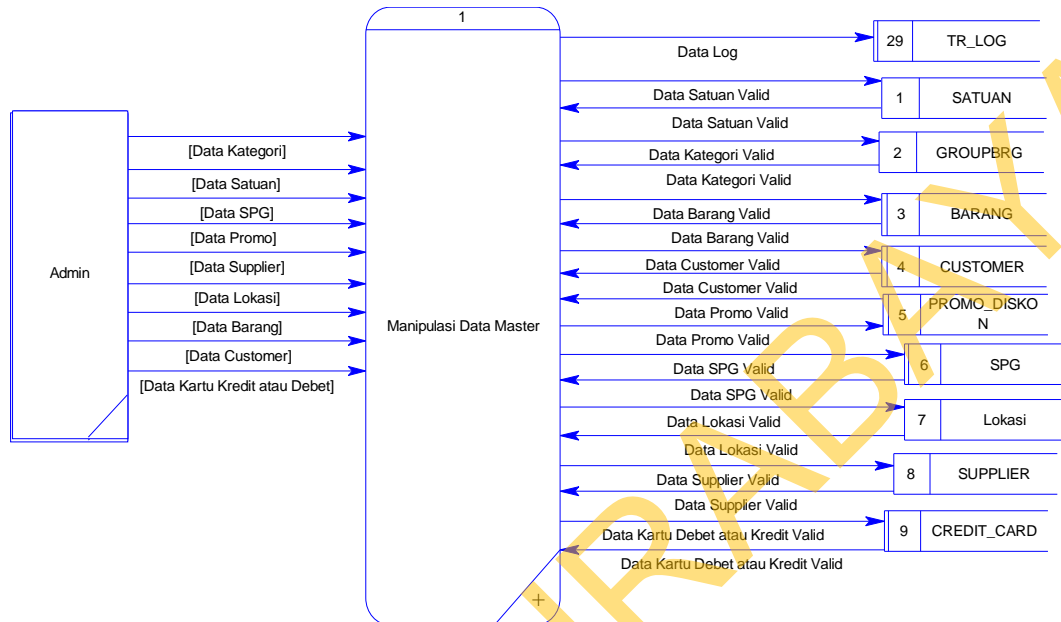 1
Admin
[Data Kategori]
[Data Satuan]
[Data SPG]
[Data Promo]
[Data Supplier]
[Data Lokasi]
[Data Barang]
[Data Customer]
[Data Kartu Kredit atau Debet]
Manipulasi Data Master
+
Data Log
Data Satuan Valid
Data Satuan Valid
Data Kategori Valid
Data Kategori Valid
Data Barang Valid
Data Barang Valid
Data Customer Valid
Data Customer Valid
Data Promo Valid
Data Promo Valid
Data SPG Valid
Data SPG Valid
Data Lokasi Valid
Data Lokasi Valid
Data Supplier Valid
Data Supplier Valid
Data Kartu Debet atau Kredit Valid
Data Kartu Debet atau Kredit Valid
29 TR_LOG
1 SATUAN
2 GROUPBRG
3 BARANG
4 CUSTOMER
5 PROMO_DISKO
N
6 SPG
7 Lokasi
8 SUPPLIER
9 CREDIT_CARD
URABAY